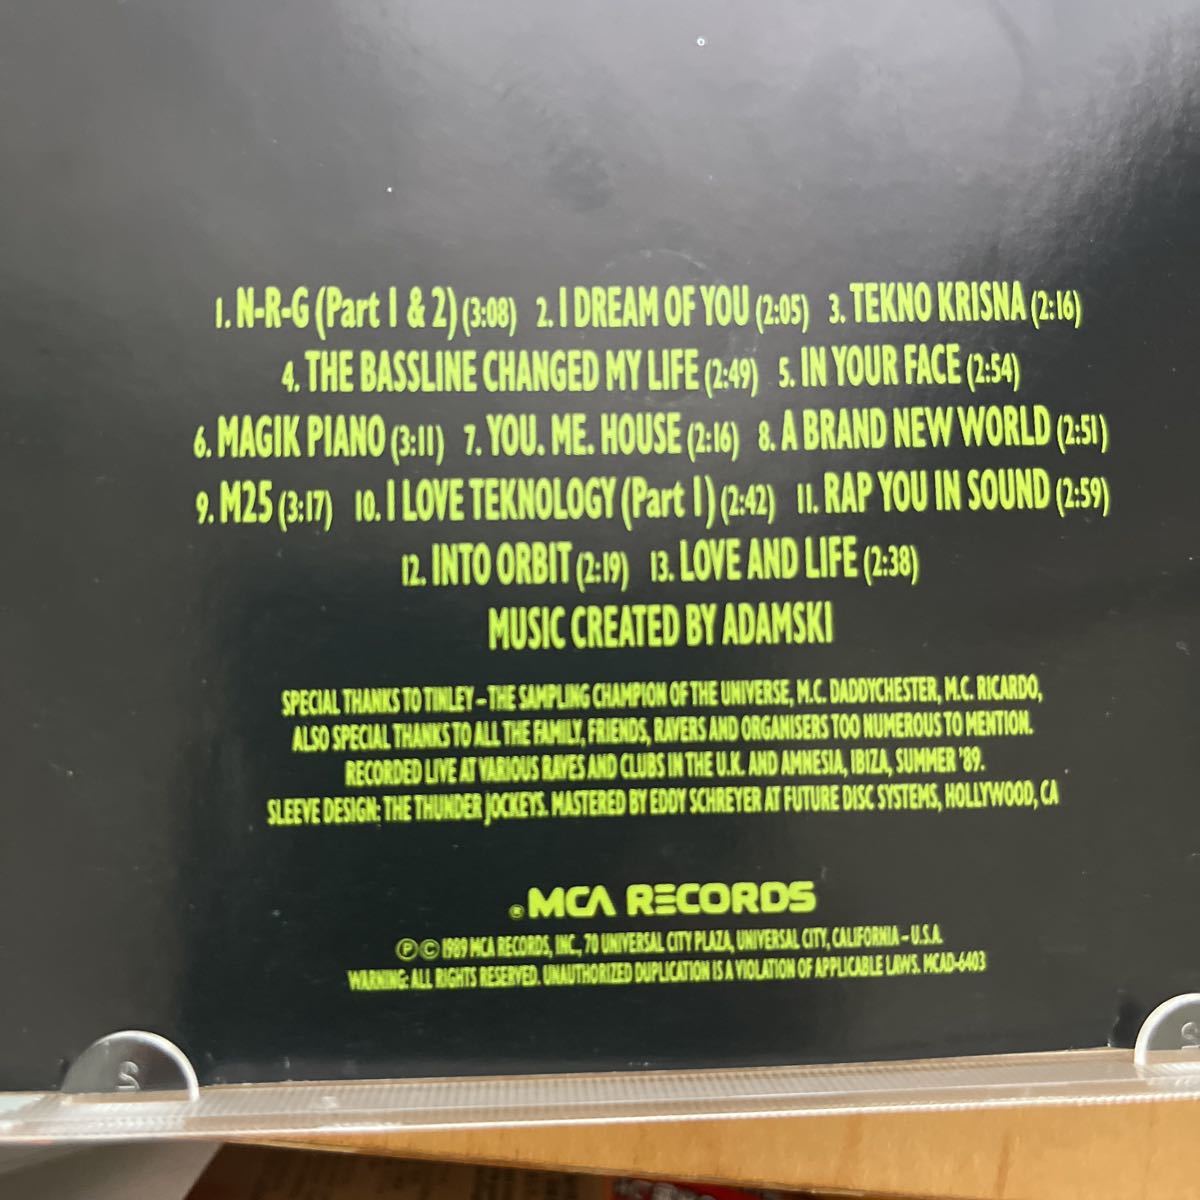 1. N-R-G (Part 1 & 2) (3:08) 2. I DREAM OF YOU (2:05) 3. TEKNO KRISNA (2:16)
4. THE BASSLINE CHANGED MY LIFE (2:49) 5. IN YOUR FACE (2:54)
6. MAGIK PIANO (3:11) 7. YOU. ME. HOUSE (2:16) 8. A BRAND NEW WORLD (2:51)
9. M25 (3:17) 10. I LOVE TEKNOLOGY (Part 1) (2:42) 11. RAP YOU IN SOUND (2:59)
12. INTO ORBIT (2:19) 13. LOVE AND LIFE (2:38)
MUSIC CREATED BY ADAMSKI
SPECIAL THANKS TO TINLEY – THE SAMPLING CHAMPION OF THE UNIVERSE, M.C. DADDYCHESTER, M.C. RICARDO,
ALSO SPECIAL THANKS TO ALL THE FAMILY, FRIENDS, RAVERS AND ORGANISERS TOO NUMEROUS TO MENTION.
RECORDED LIVE AT VARIOUS RAVES AND CLUBS IN THE U.K. AND AMNESIA, IBIZA, SUMMER '89.
SLEEVE DESIGN: THE THUNDER JOCKEYS. MASTERED BY EDDY SCHREYER AT FUTURE DISC SYSTEMS, HOLLYWOOD, CA
® MCA RECORDS
℗ © 1989 MCA RECORDS, INC., 70 UNIVERSAL CITY PLAZA, UNIVERSAL CITY, CALIFORNIA – U.S.A.
WARNING: ALL RIGHTS RESERVED. UNAUTHORIZED DUPLICATION IS A VIOLATION OF APPLICABLE LAWS. MCAD-6403